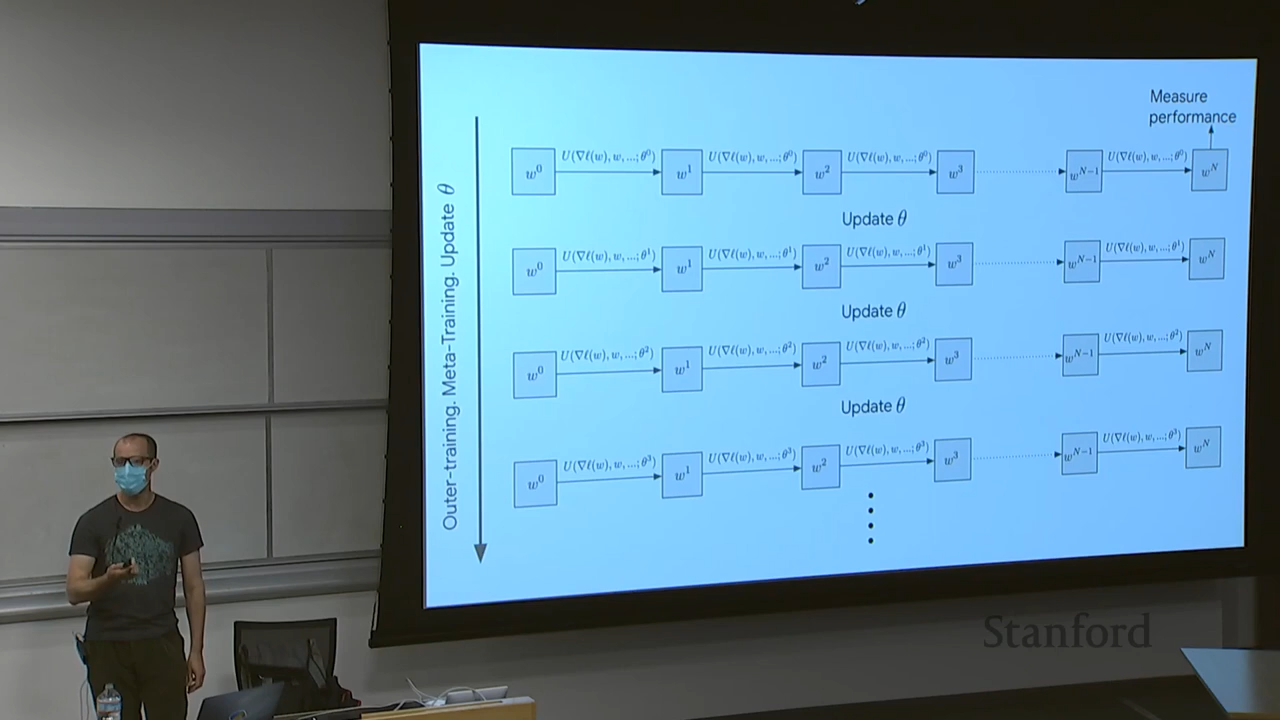 Measure
performance
Outer-training. Meta-Training. Update θ
w⁰ U(∇ℓ(w), w, ...; θ⁰) w¹ U(∇ℓ(w), w, ...; θ⁰) w² U(∇ℓ(w), w, ...; θ⁰) w³ w^{N-1} U(∇ℓ(w), w, ...; θ⁰) w^N
Update θ
w⁰ U(∇ℓ(w), w, ...; θ¹) w¹ U(∇ℓ(w), w, ...; θ¹) w² U(∇ℓ(w), w, ...; θ¹) w³ w^{N-1} U(∇ℓ(w), w, ...; θ¹) w^N
Update θ
w⁰ U(∇ℓ(w), w, ...; θ²) w¹ U(∇ℓ(w), w, ...; θ²) w² U(∇ℓ(w), w, ...; θ²) w³ w^{N-1} U(∇ℓ(w), w, ...; θ²) w^N
Update θ
w⁰ U(∇ℓ(w), w, ...; θ³) w¹ U(∇ℓ(w), w, ...; θ³) w² U(∇ℓ(w), w, ...; θ³) w³ w^{N-1} U(∇ℓ(w), w, ...; θ³) w^N
Stanford